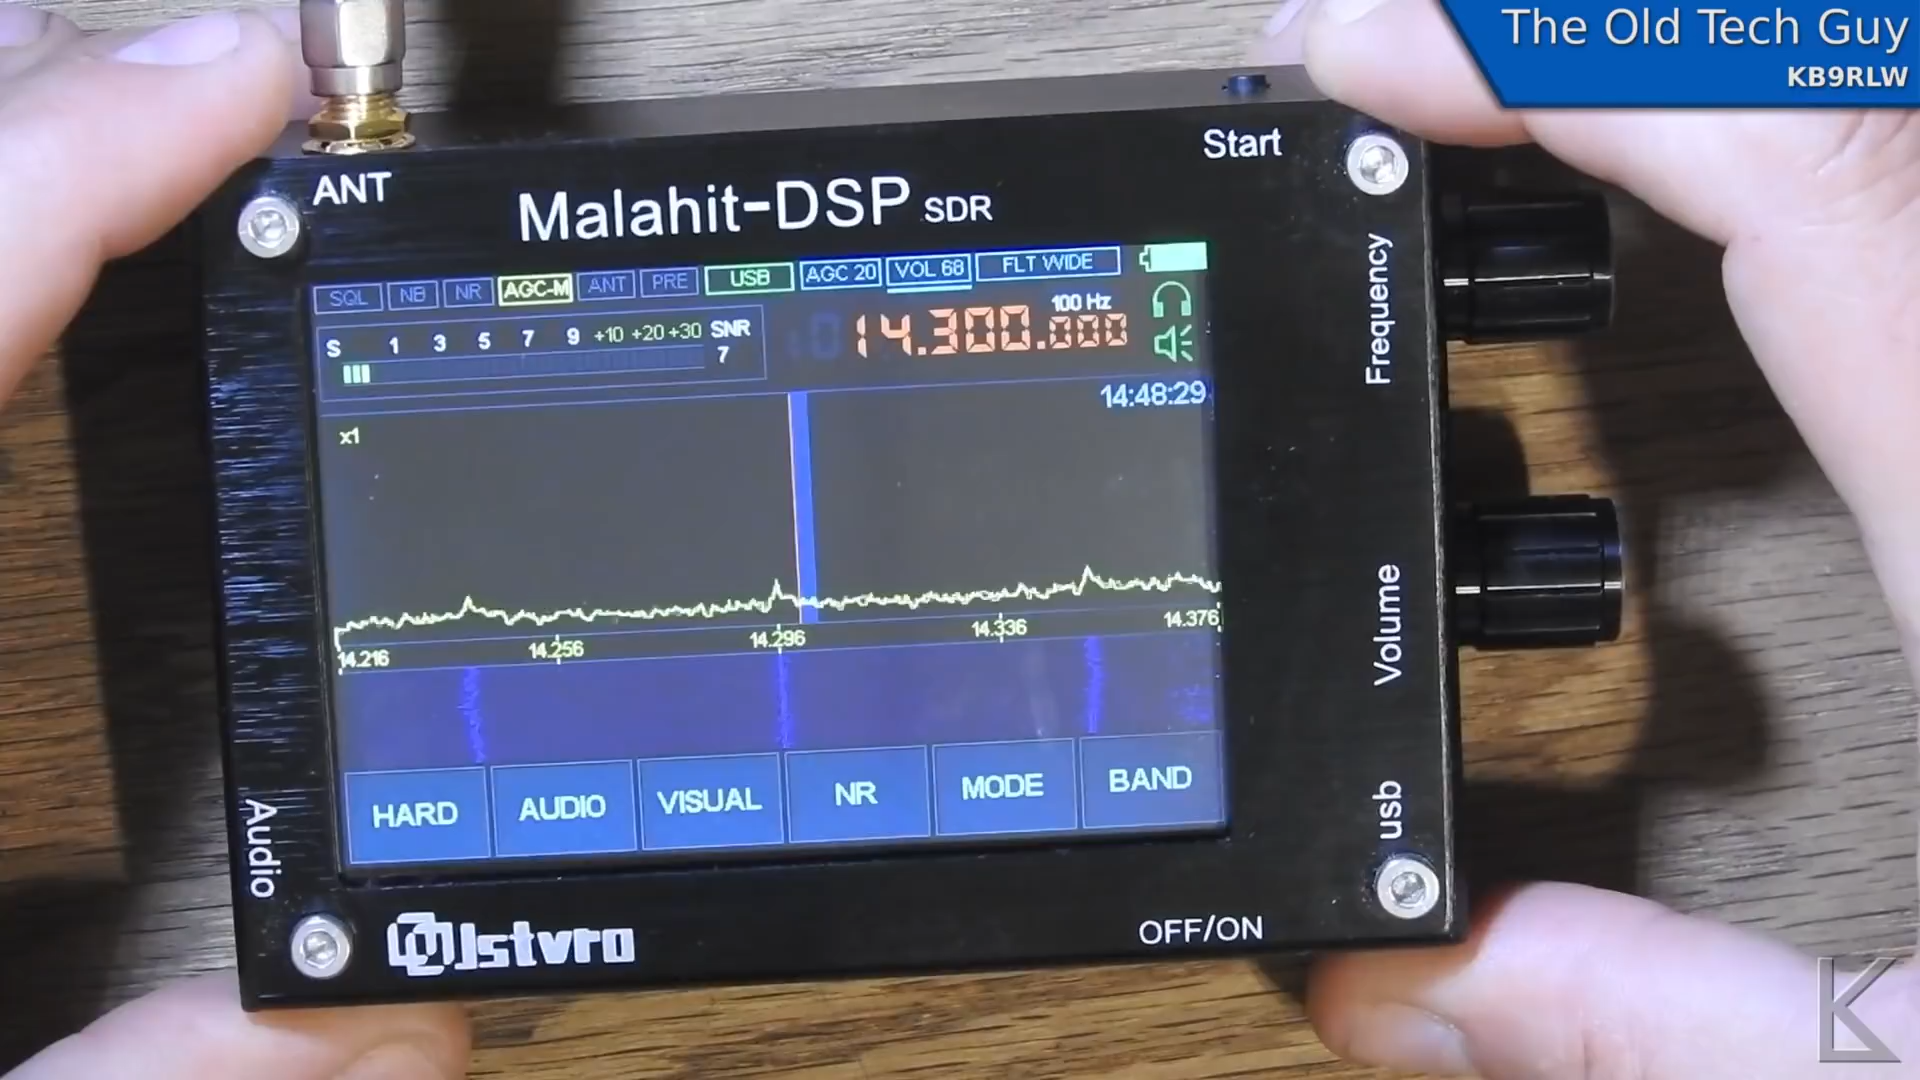 The Old Tech Guy
KB9RLW
Start
ANT
Malahit-DSP SDR
SQL NB NR AGC-M ANT PRE USB AGC 20 VOL 68 FLT WIDE
S 1 3 5 7 9 +10 +20 +30 SNR
7
100 Hz
14.300.000
14:48:29
x1
14.216 14.256 14.296 14.336 14.376
HARD AUDIO VISUAL NR MODE BAND
Frequency
Volume
usb
Audio
OFF/ON
K